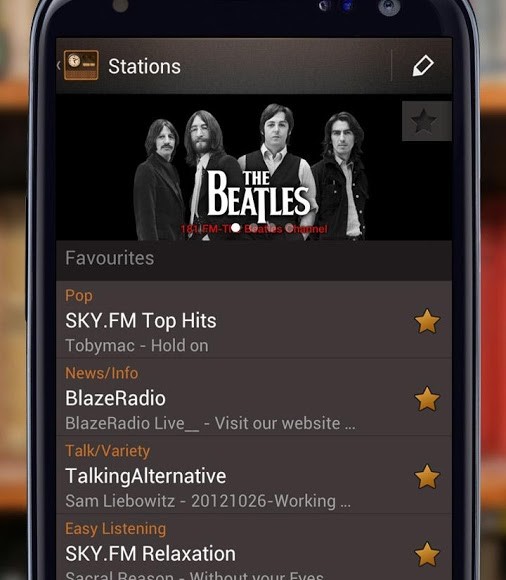 Stations
THE
BEATLES
181.FM-The Beatles Channel
Favourites
Pop
SKY.FM Top Hits
Tobymac - Hold on
News/Info
BlazeRadio
BlazeRadio Live__ - Visit our website ...
Talk/Variety
TalkingAlternative
Sam Liebowitz - 20121026-Working ...
Easy Listening
SKY.FM Relaxation
Sacral Reason - Without your Eyes